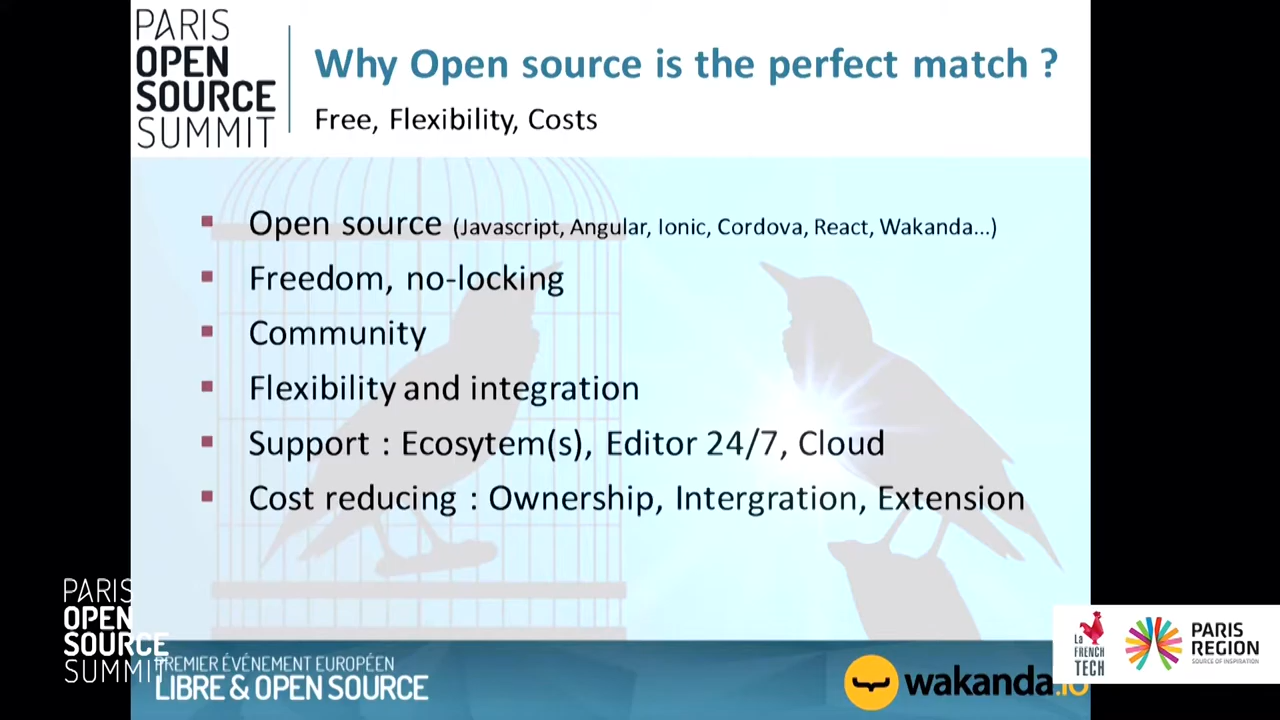 PARIS
OPEN
SOURCE
SUMMIT
Why Open source is the perfect match ?
Free, Flexibility, Costs
Open source (Javascript, Angular, Ionic, Cordova, React, Wakanda...)
Freedom, no-locking
Community
Flexibility and integration
Support : Ecosytem(s), Editor 24/7, Cloud
Cost reducing : Ownership, Intergration, Extension
PARIS
OPEN
SOURCE
SUMMIT
PREMIER ÉVÉNEMENT EUROPÉEN
LIBRE & OPEN SOURCE
wakanda.io
La
FRENCH
TECH
PARIS
REGION
SOURCE OF INSPIRATION